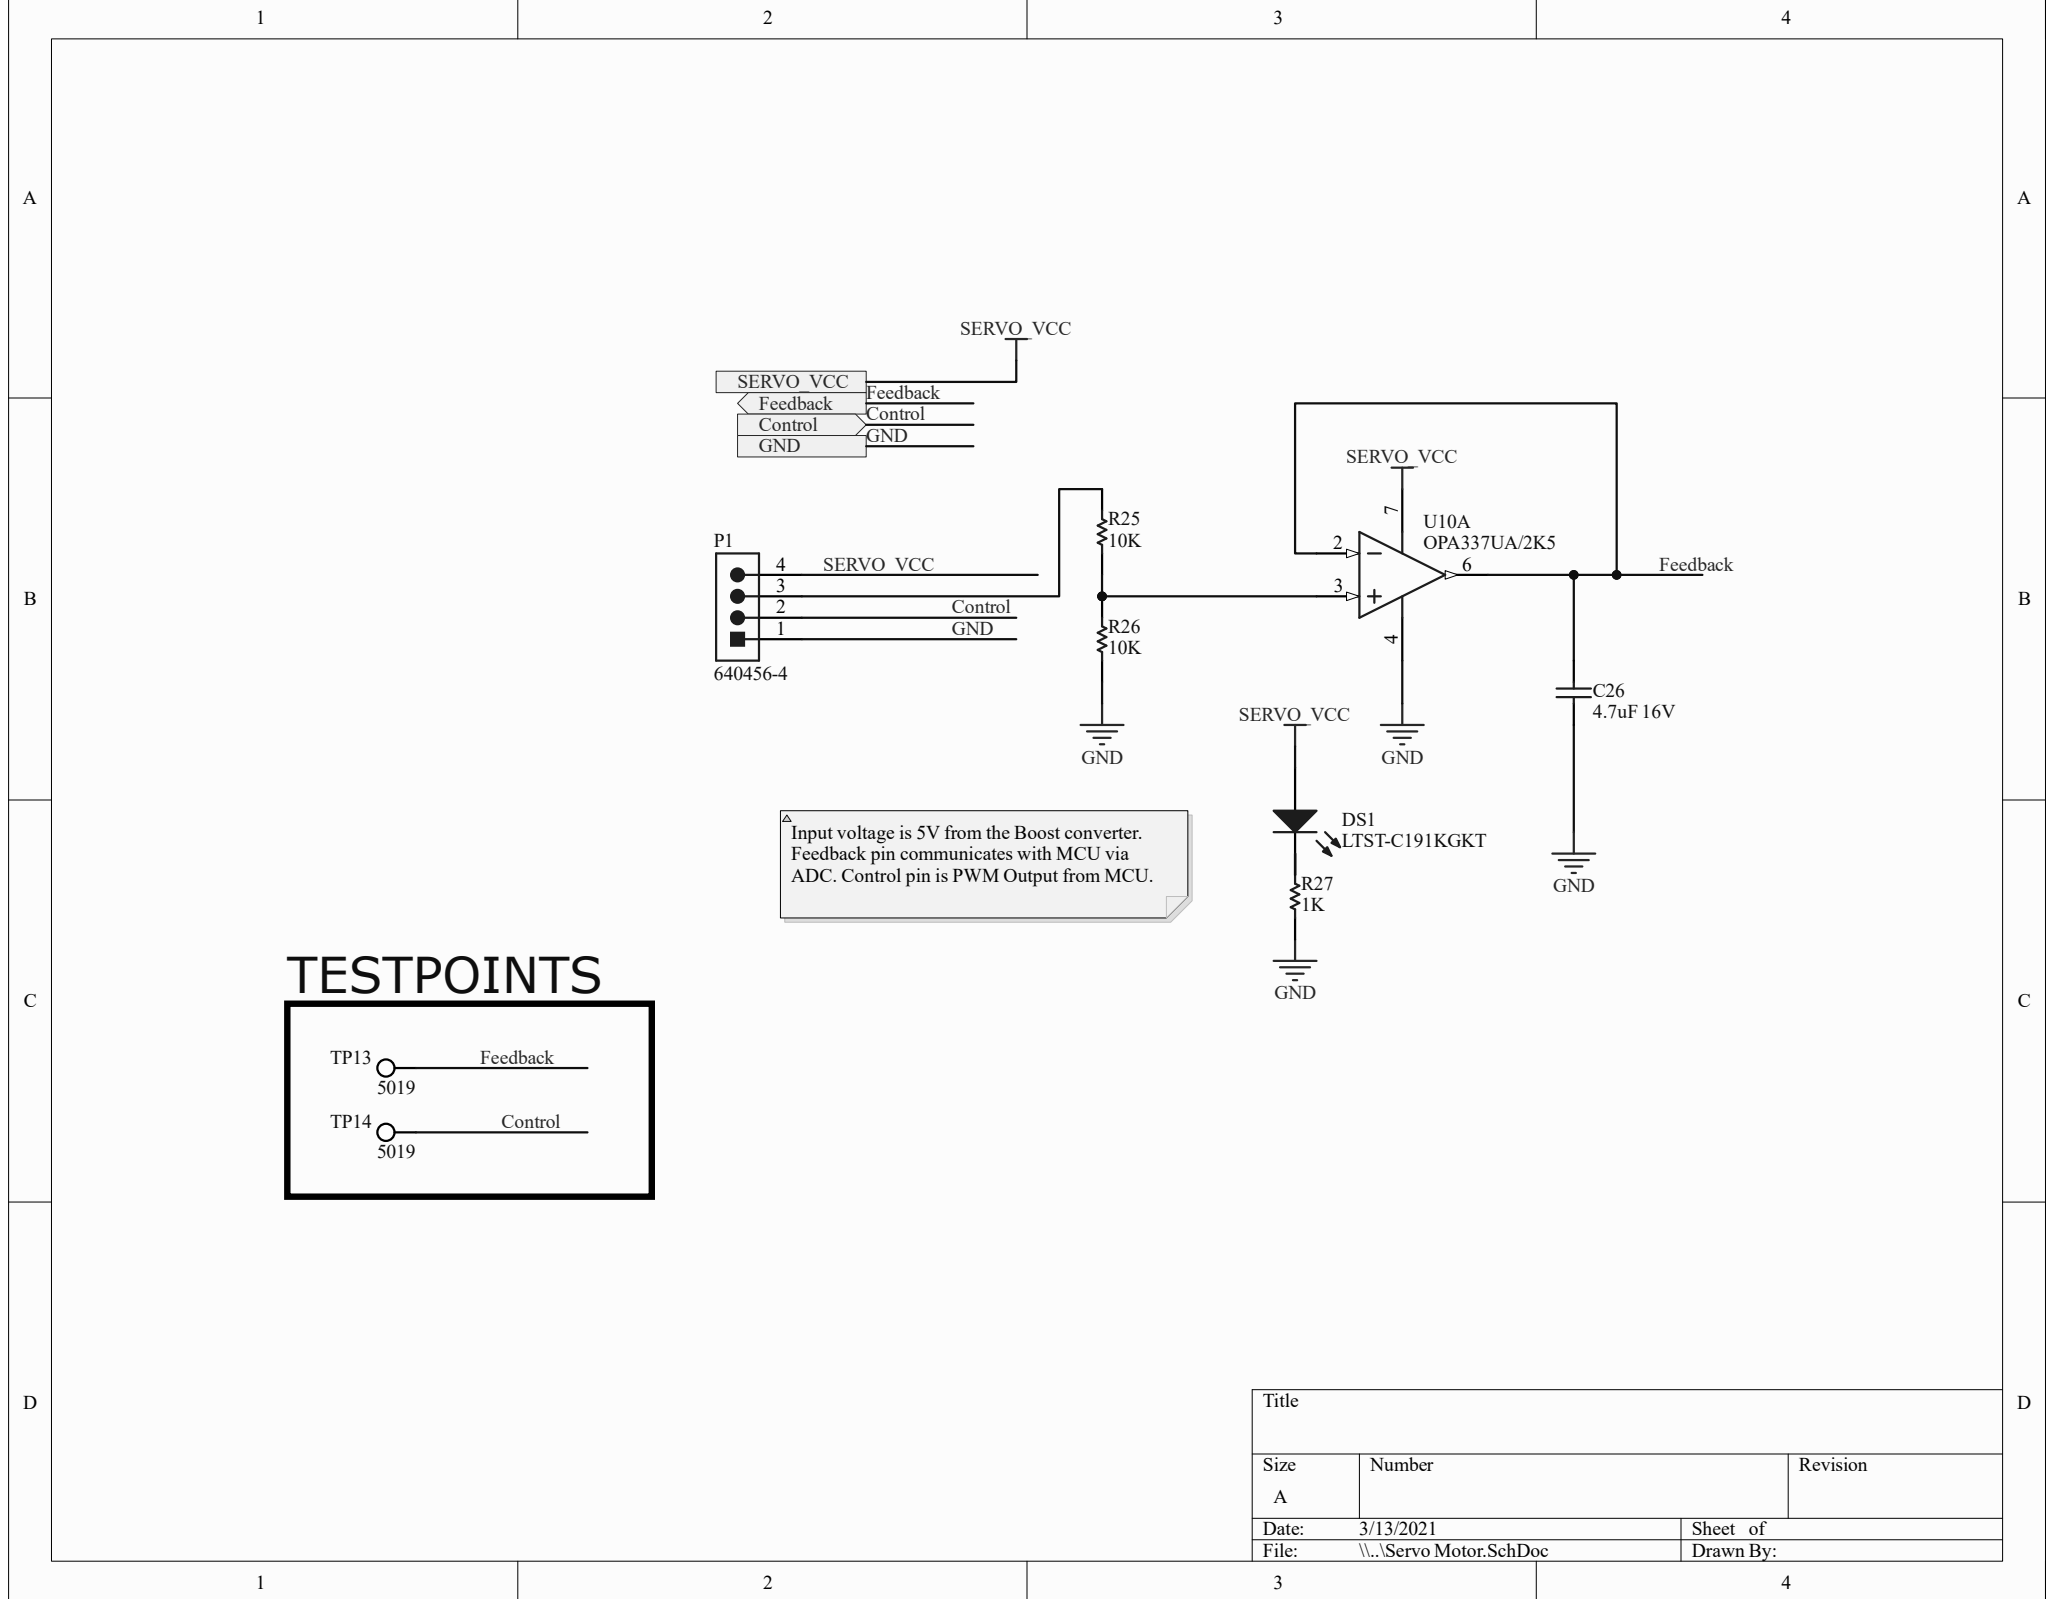 1 2 3 4
A A
SERVO_VCC
SERVO_VCC
Feedback Feedback
Control Control
GND GND
SERVO_VCC
R25
10K
U10A
OPA337UA/2K5
7
P1
4 SERVO_VCC
3
2 Control
1 GND
640456-4
2
3
6 Feedback
4
B B
R26
10K
GND
SERVO_VCC
GND
C26
4.7uF 16V
GND
DS1
LTST-C191KGKT
R27
1K
GND
Input voltage is 5V from the Boost converter.
Feedback pin communicates with MCU via
ADC. Control pin is PWM Output from MCU.
TESTPOINTS
C C
TP13 Feedback
5019
TP14 Control
5019
D D
Title
Size Number Revision
A
Date: 3/13/2021 Sheet of
File: \\..\Servo Motor.SchDoc Drawn By:
1 2 3 4